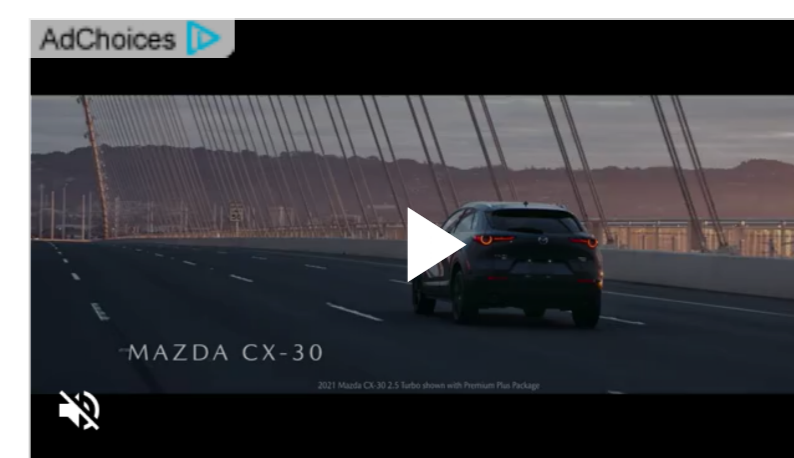 AdChoices
MAZDA CX-30
2021 Mazda CX-30 2.5 Turbo shown with Premium Plus Package